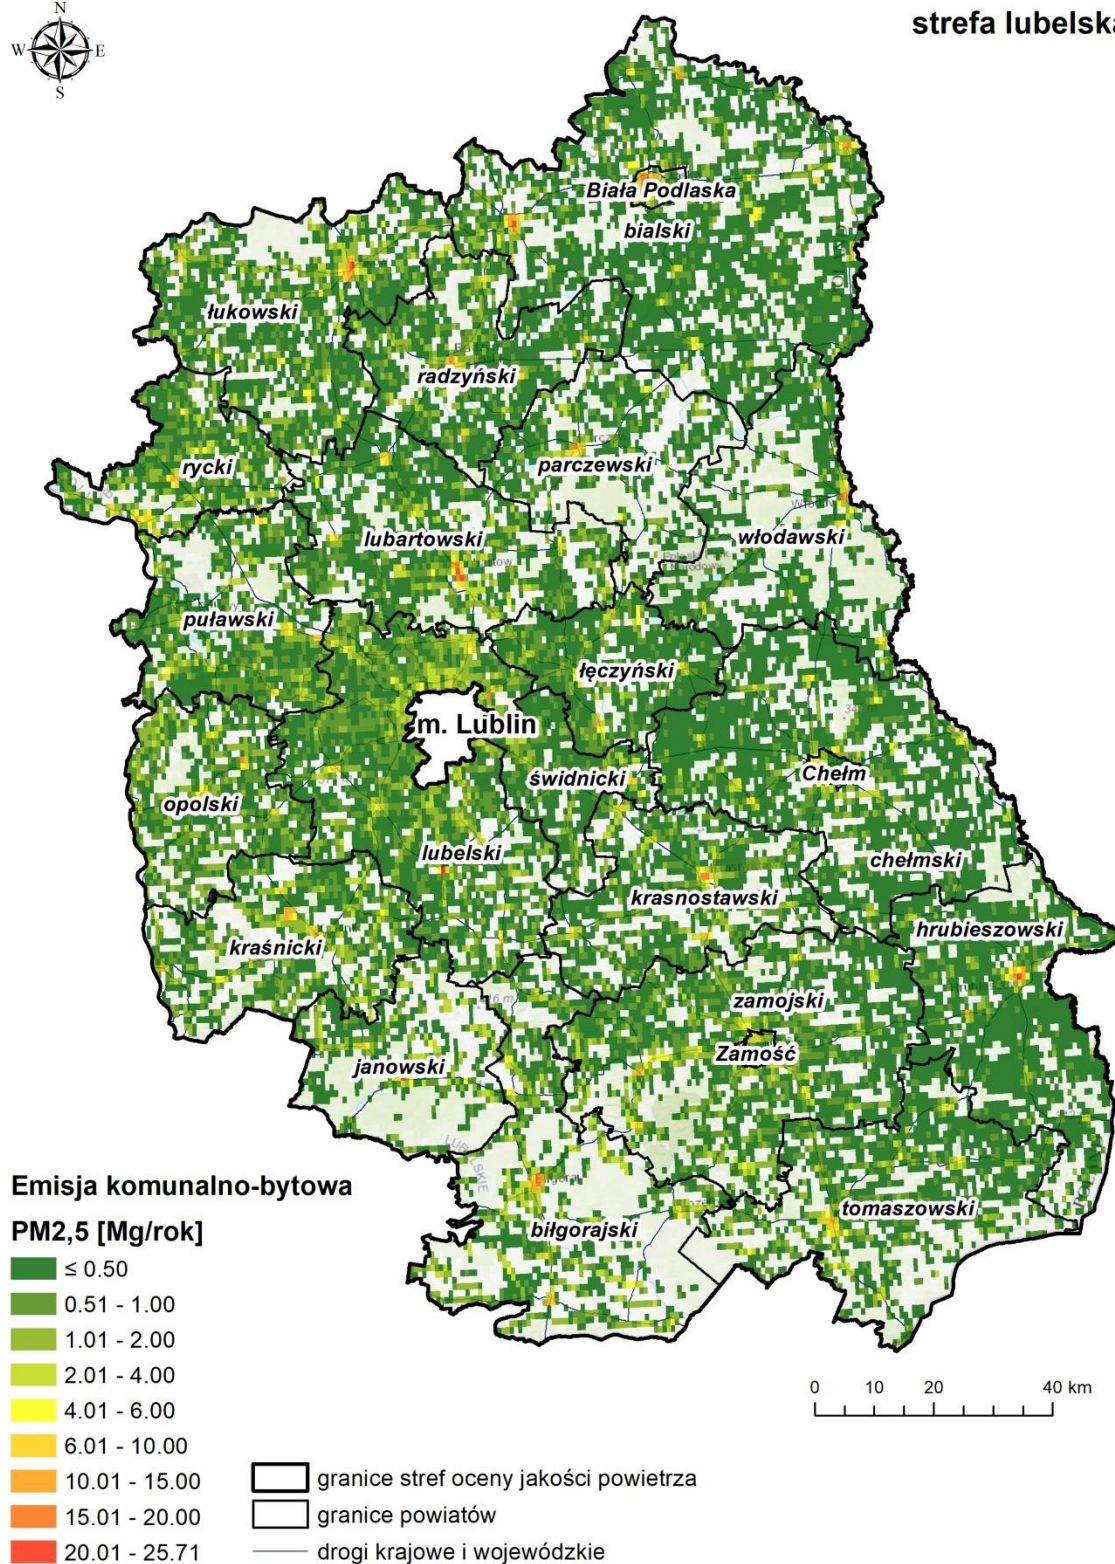 N
W E
S
strefa lubelska
Biała Podlaska
bialski
łukowski
radzyński
rycki
parczewski
lubartowski
włodawski
puławski
łęczyński
m. Lublin
świdnicki
Chełm
opolski
lubelski
chełmski
krasnostawski
hrubieszowski
kraśnicki
zamojski
Zamość
janowski
tomaszowski
biłgorajski
Emisja komunalno-bytowa
PM2,5 [Mg/rok]
≤ 0.50
0.51 - 1.00
1.01 - 2.00
2.01 - 4.00
4.01 - 6.00
6.01 - 10.00
10.01 - 15.00
15.01 - 20.00
20.01 - 25.71
0 10 20 40 km
granice stref oceny jakości powietrza
granice powiatów
drogi krajowe i wojewódzkie